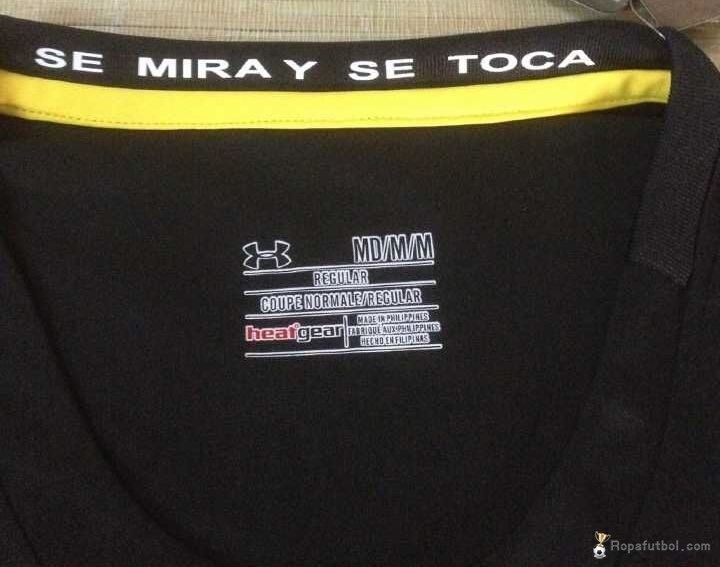 SE MIRA Y SE TOCA
MD/M/M
REGULAR
COUPE NORMALE/REGULAR
heatgear
MADE IN PHILIPPINES
FABRIQUE AUX PHILIPPINES
HECHO EN FILIPINAS
Ropafutbol.com